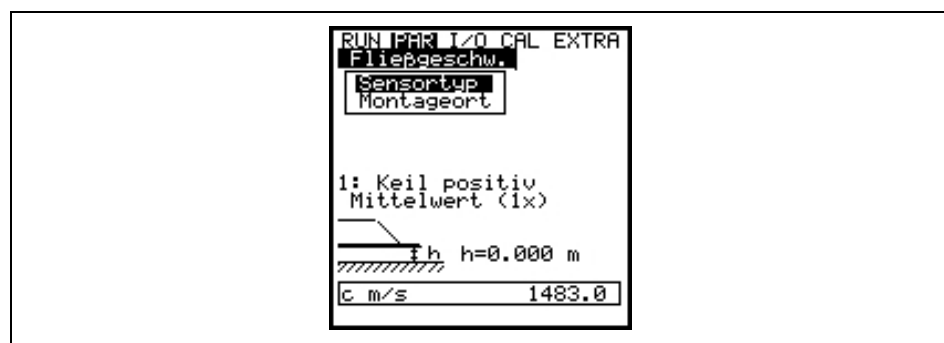 RUN PAR I/O CAL EXTRA
Fließgeschw.
Sensortyp
Montageort
1: Keil positiv
Mittelwert (1x)
h h=0.000 m
c m/s 1483.0